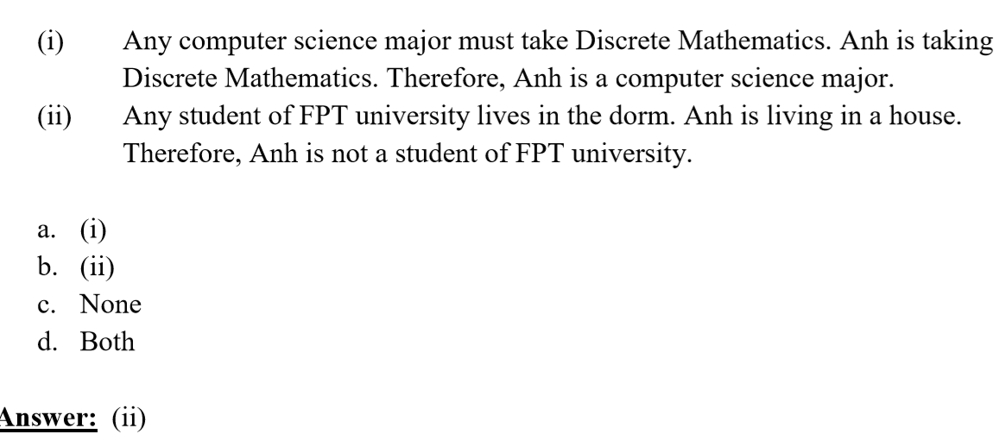 (i) Any computer science major must take Discrete Mathematics. Anh is taking
Discrete Mathematics. Therefore, Anh is a computer science major.
(ii) Any student of FPT university lives in the dorm. Anh is living in a house.
Therefore, Anh is not a student of FPT university.
a. (i)
b. (ii)
c. None
d. Both
Answer: (ii)